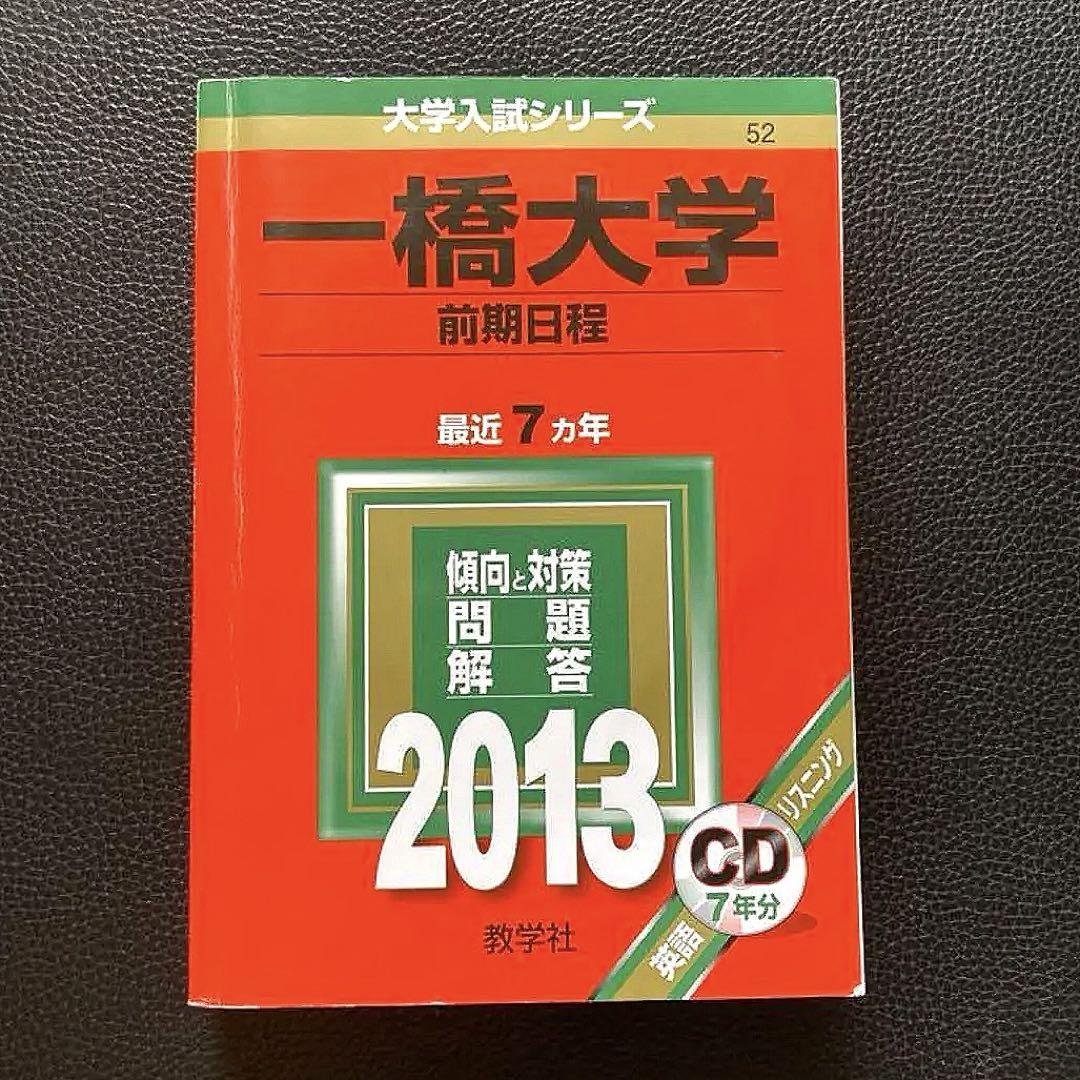 大学入試シリーズ
52
一橋大学
前期日程
最近7ヵ年
傾向と対策
問題
解答
2013
リスニング
CD
7年分
英語
教学社